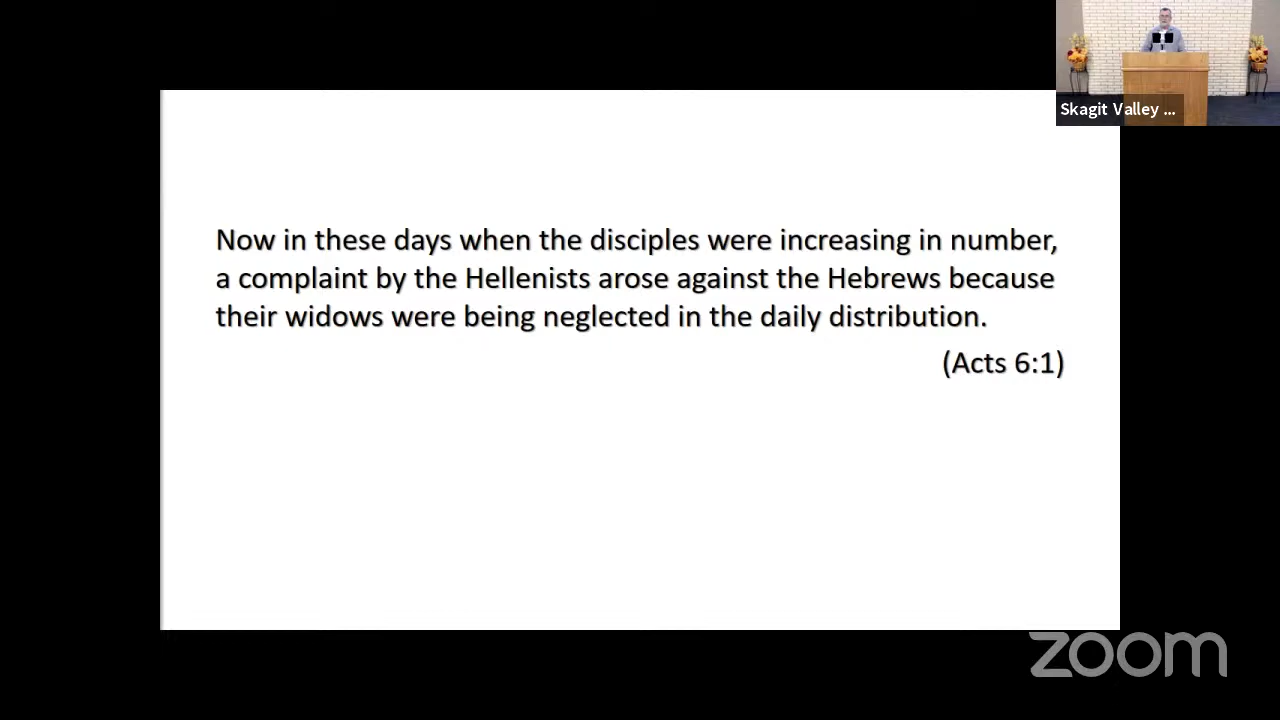 Skagit Valley ...
Now in these days when the disciples were increasing in number,
a complaint by the Hellenists arose against the Hebrews because
their widows were being neglected in the daily distribution.
(Acts 6:1)
zoom